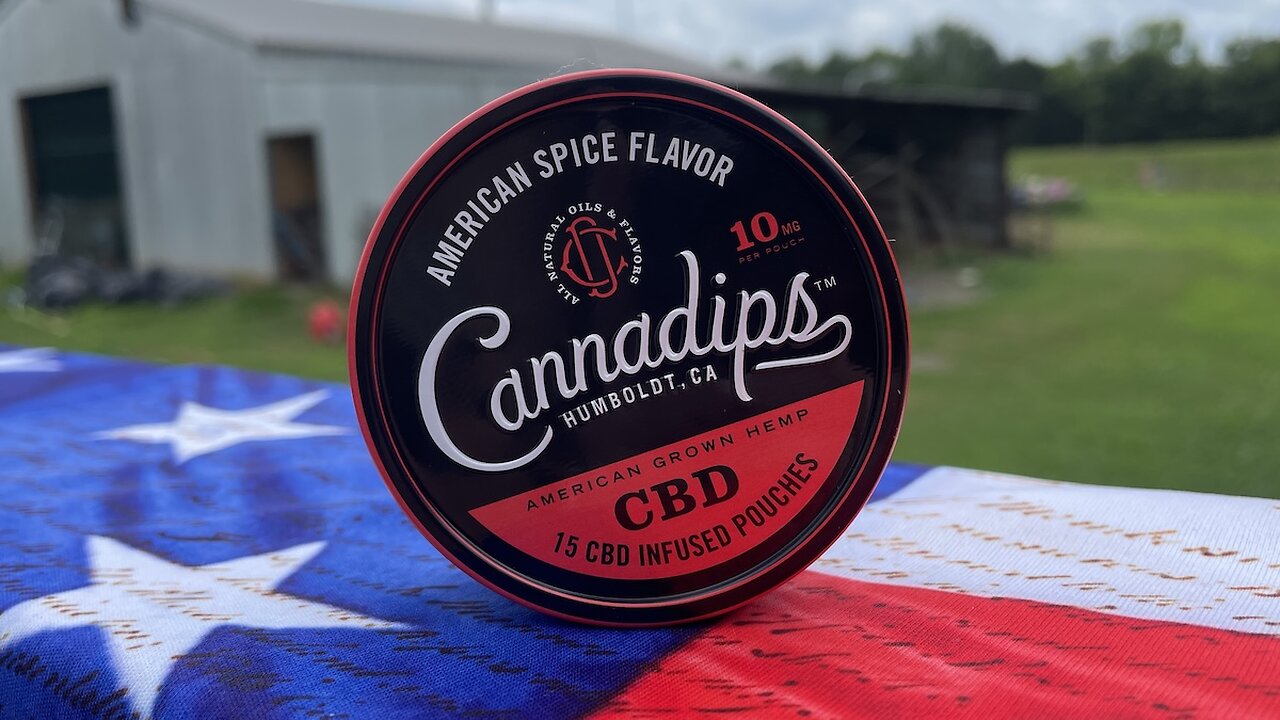 AMERICAN SPICE FLAVOR
ALL NATURAL OILS & FLAVORS
10 MG
PER POUCH
Cannadips™
HUMBOLDT, CA
AMERICAN GROWN HEMP
CBD
15 CBD INFUSED POUCHES